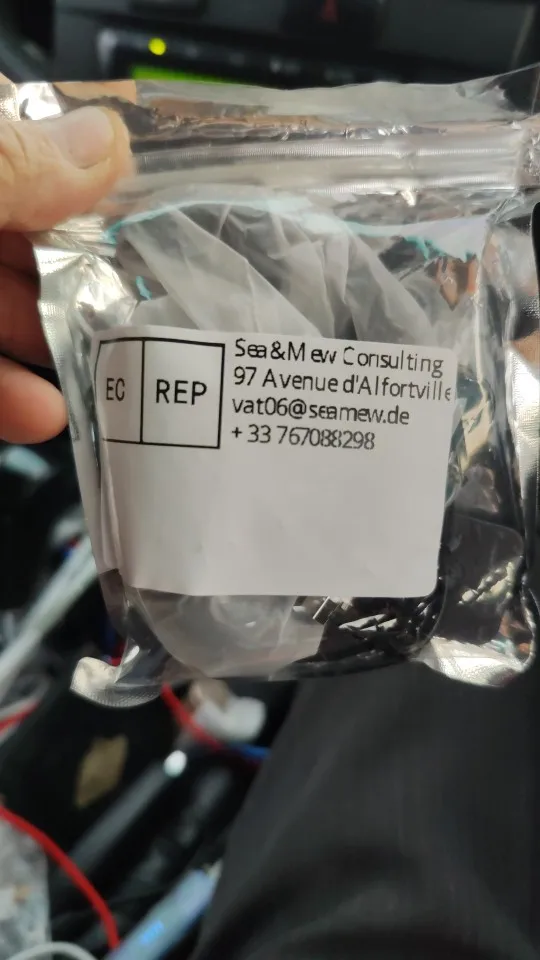 EC REP
Sea&Mew Consulting
97 Avenue d'Alfortville
vat06@seamew.de
+ 33 767088298